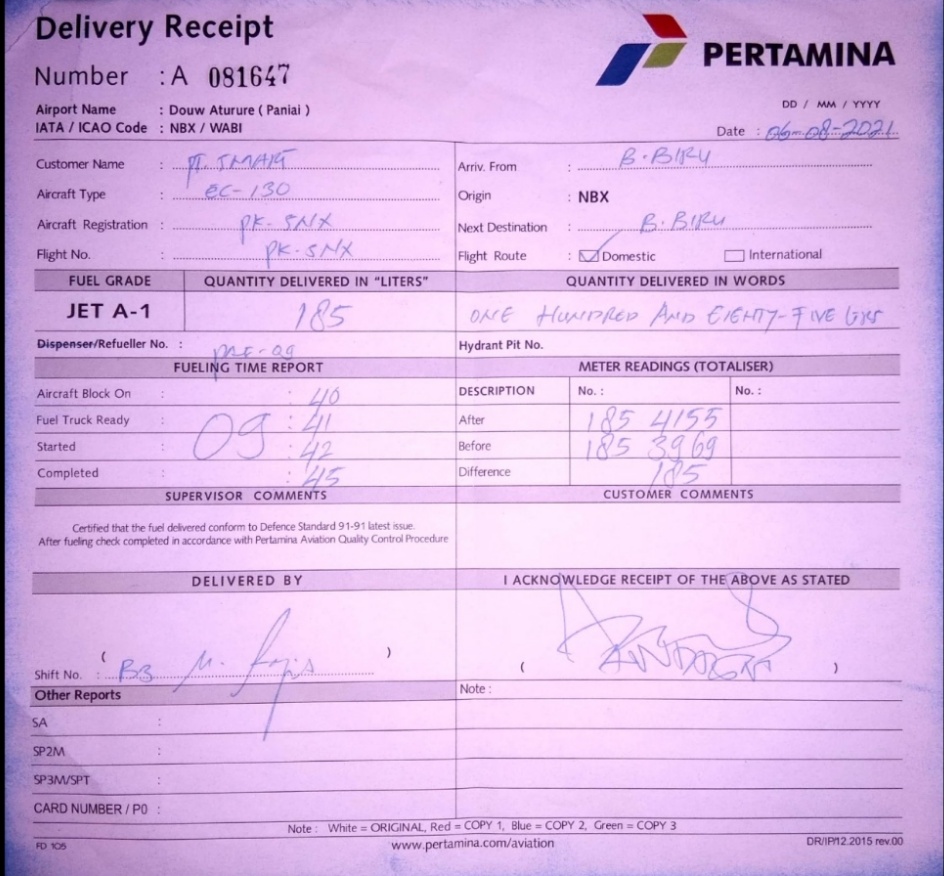 Delivery Receipt
PERTAMINA
Number : A 081647
Airport Name : Douw Aturure ( Paniai )
IATA / ICAO Code : NBX / WABI
DD / MM / YYYY
Date : 06-08-2021
Customer Name : PT. SMART
Arriv. From : B.BIRU
Aircraft Type : EC-130
Origin : NBX
Aircraft Registration : PK-SNX
Next Destination : B.BIRU
Flight No. : PK-SNX
Flight Route : Domestic International
FUEL GRADE QUANTITY DELIVERED IN "LITERS" QUANTITY DELIVERED IN WORDS
JET A-1 185 ONE HUNDRED AND EIGHTY-FIVE
Dispenser/Refueller No. :
Hydrant Pit No.
FUELING TIME REPORT METER READINGS (TOTALISER)
Aircraft Block On : : 40
DESCRIPTION No. : No. :
Fuel Truck Ready : 09 : 41
After 185 4155
Started : : 42
Before 185 3969
Completed : : 45
Difference 185
SUPERVISOR COMMENTS CUSTOMER COMMENTS
Certified that the fuel delivered conform to Defence Standard 91-91 latest issue.
After fueling check completed in accordance with Pertamina Aviation Quality Control Procedure
DELIVERED BY I ACKNOWLEDGE RECEIPT OF THE ABOVE AS STATED
( )
Shift No. : B3 M.
( )
Other Reports
Note :
SA :
SP2M :
SP3M/SPT :
CARD NUMBER / P0 :
Note : White = ORIGINAL, Red = COPY 1, Blue = COPY 2, Green = COPY 3
FD 105 www.pertamina.com/aviation DR/IP/12.2015 rev.00